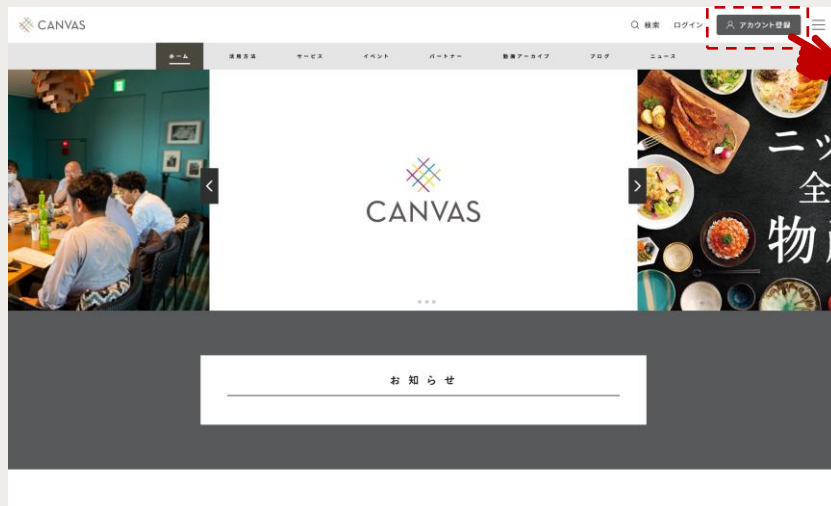 CANVAS
検索
ログイン
アカウント登録
ホーム
活用方法
サービス
イベント
パートナー
動画アーカイブ
ブログ
ニュース
CANVAS
ニッ
全
物
お知らせ